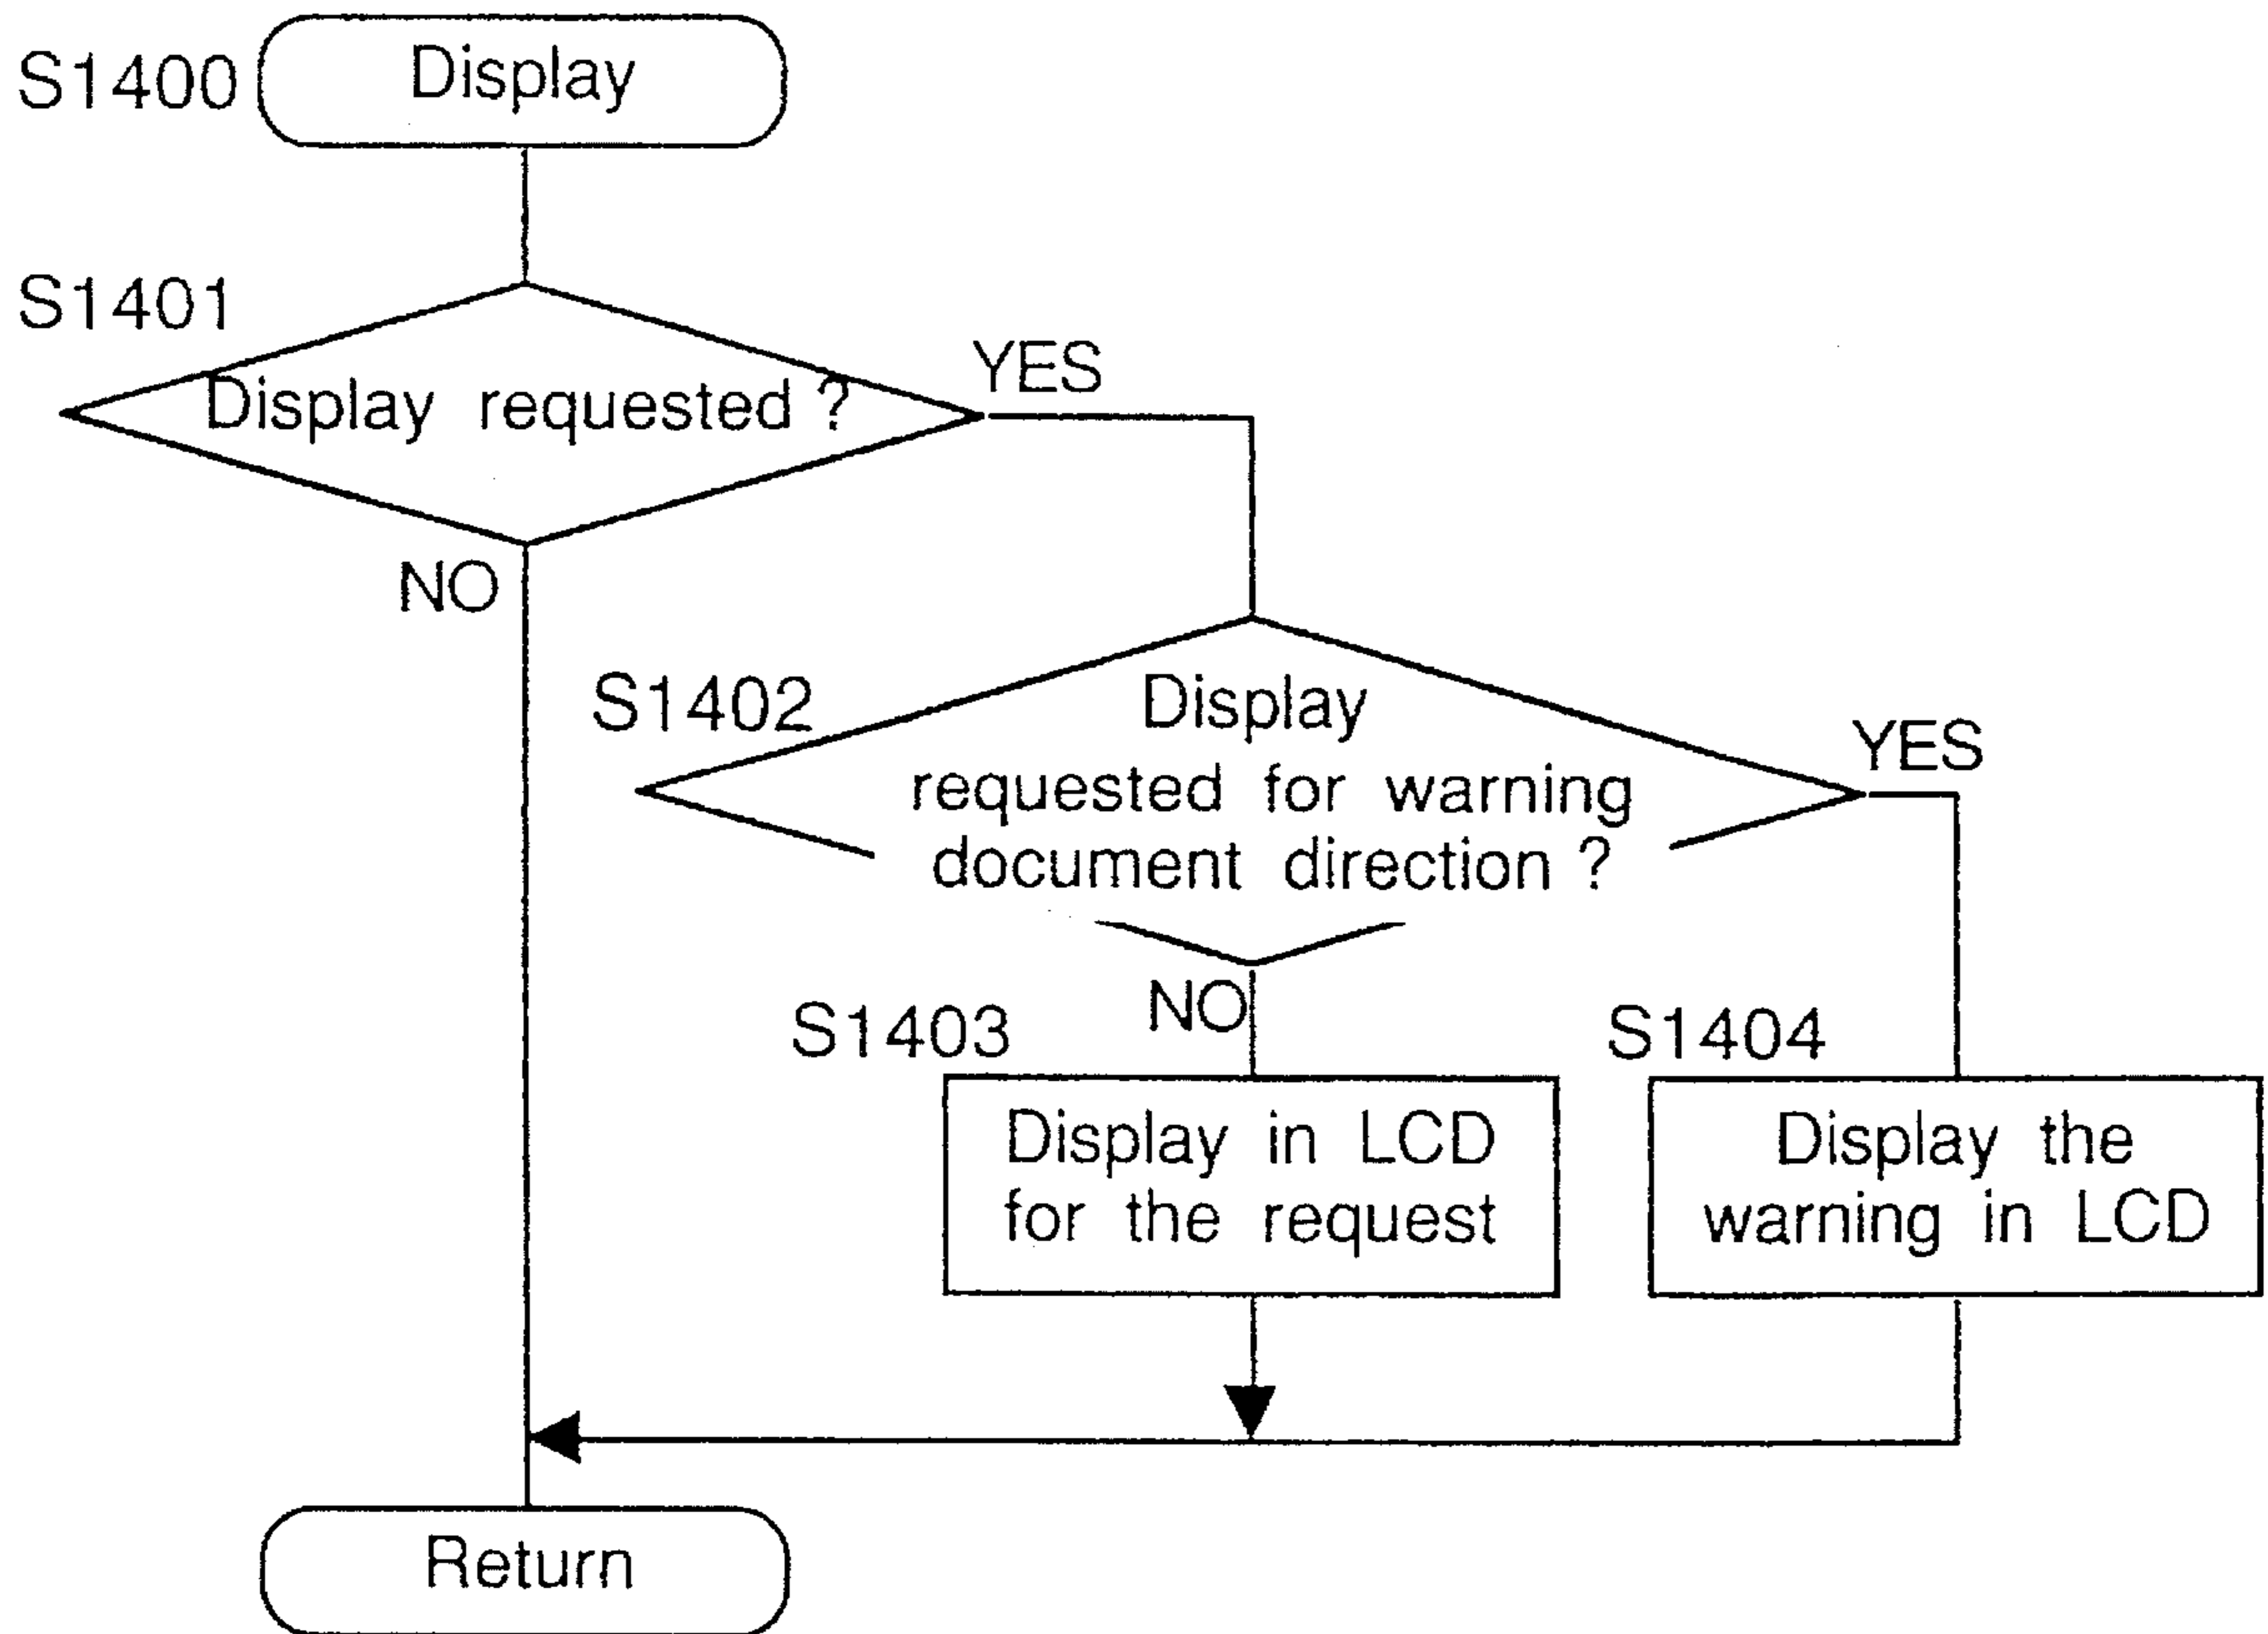 S1400
Display
S1401
Display requested ?
YES
NO
S1402
Display
requested for warning
document direction ?
YES
NO
S1403
Display in LCD
for the request
S1404
Display the
warning in LCD
Return